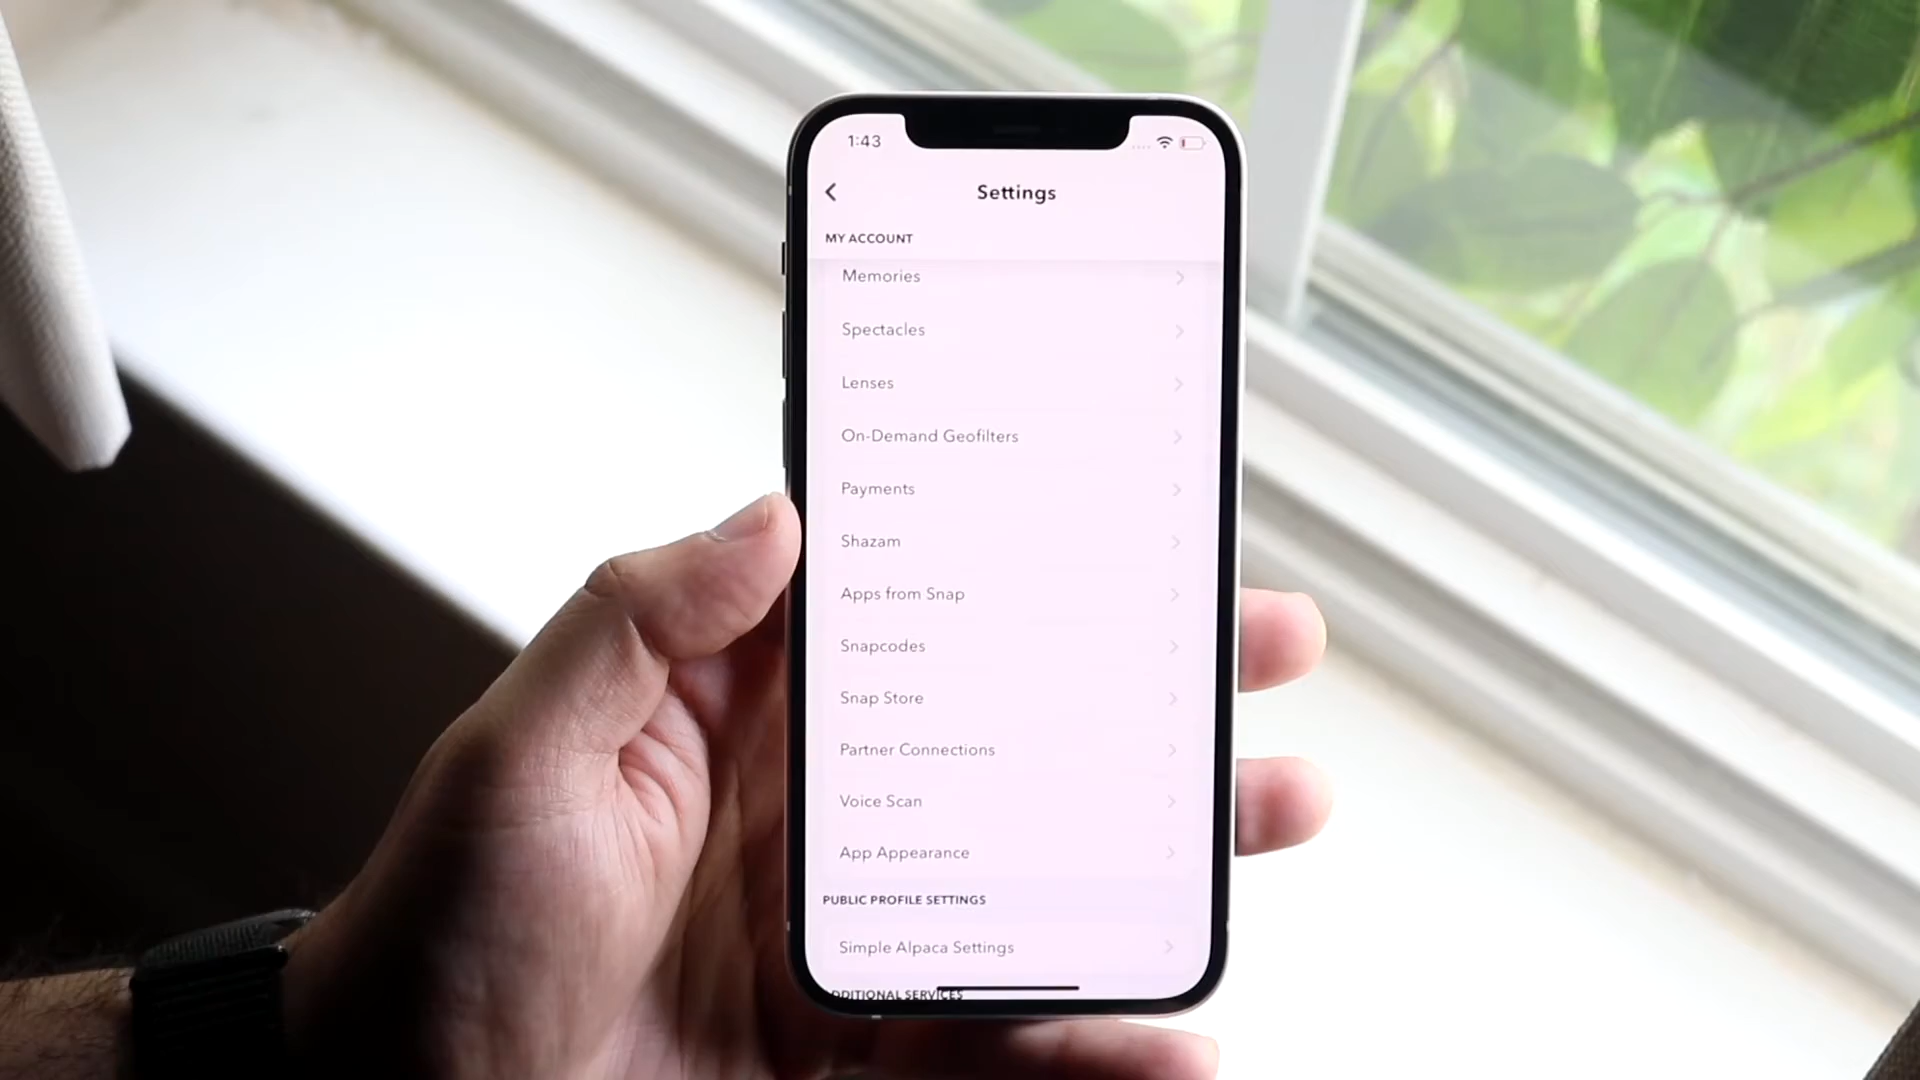 1:43
Settings
MY ACCOUNT
Memories
Spectacles
Lenses
On-Demand Geofilters
Payments
Shazam
Apps from Snap
Snapcodes
Snap Store
Partner Connections
Voice Scan
App Appearance
PUBLIC PROFILE SETTINGS
Simple Alpaca Settings
ADDITIONAL SERVICES